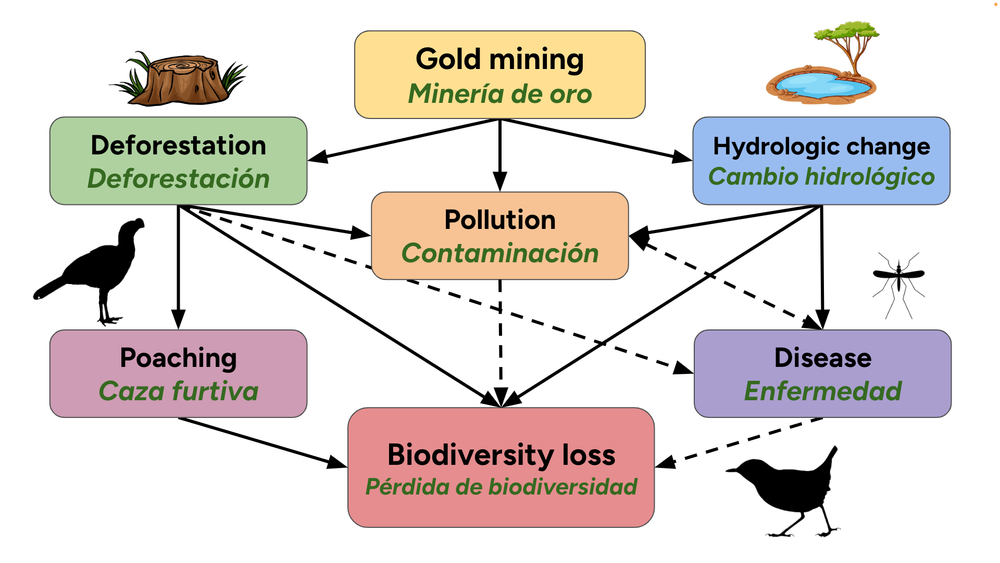 Gold mining
Minería de oro
Deforestation
Deforestación
Hydrologic change
Cambio hidrológico
Pollution
Contaminación
Poaching
Caza furtiva
Disease
Enfermedad
Biodiversity loss
Pérdida de biodiversidad